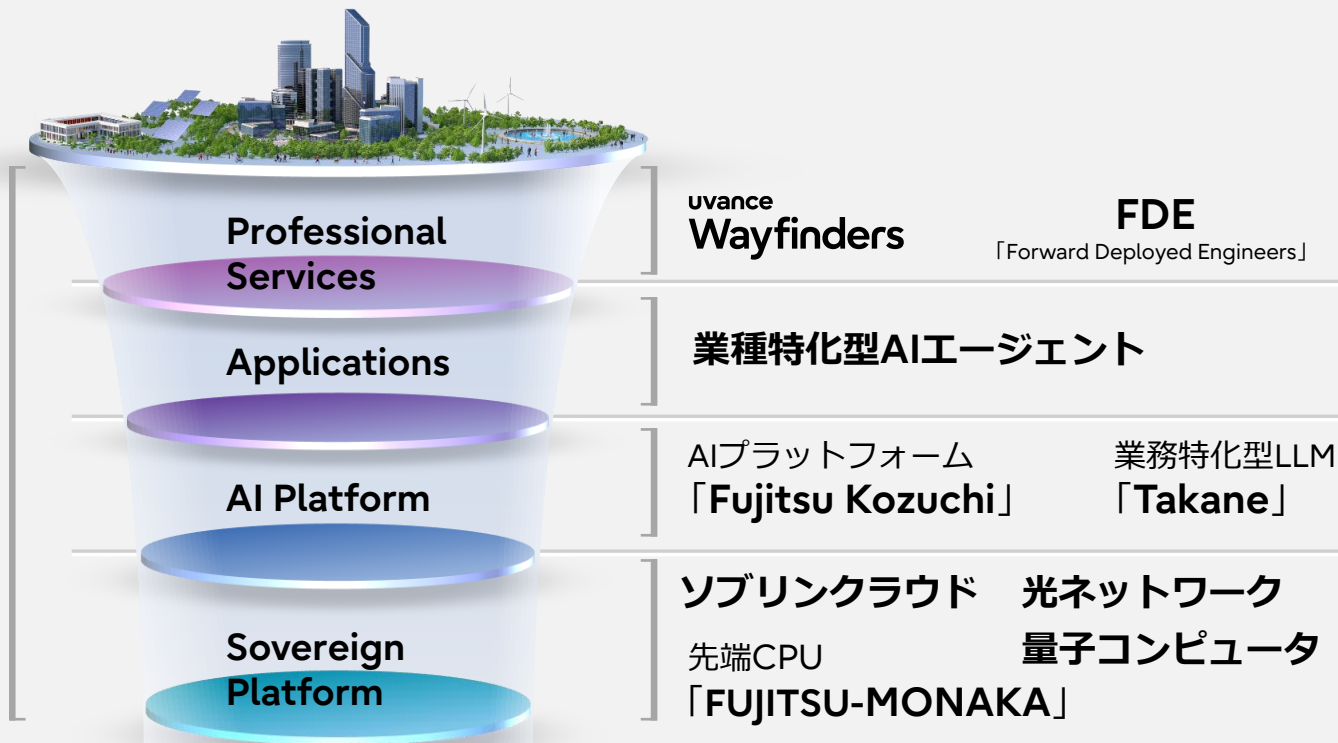 Professional
Services
uvance
Wayfinders
FDE
「Forward Deployed Engineers」
Applications
業種特化型AIエージェント
AI Platform
AIプラットフォーム
「Fujitsu Kozuchi」
業務特化型LLM
「Takane」
Sovereign
Platform
ソブリンクラウド
光ネットワーク
量子コンピュータ
先端CPU
「FUJITSU-MONAKA」